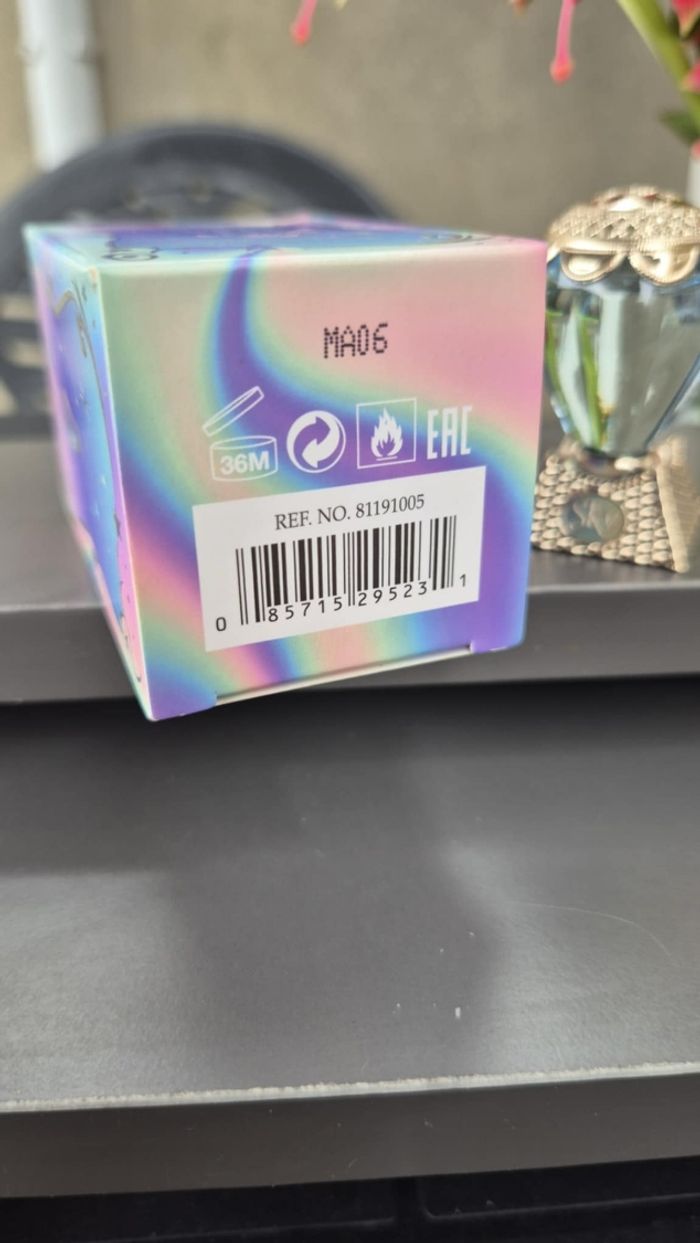 MA06
36M
EAC
REF. NO. 81191005
0 85715 29523 1